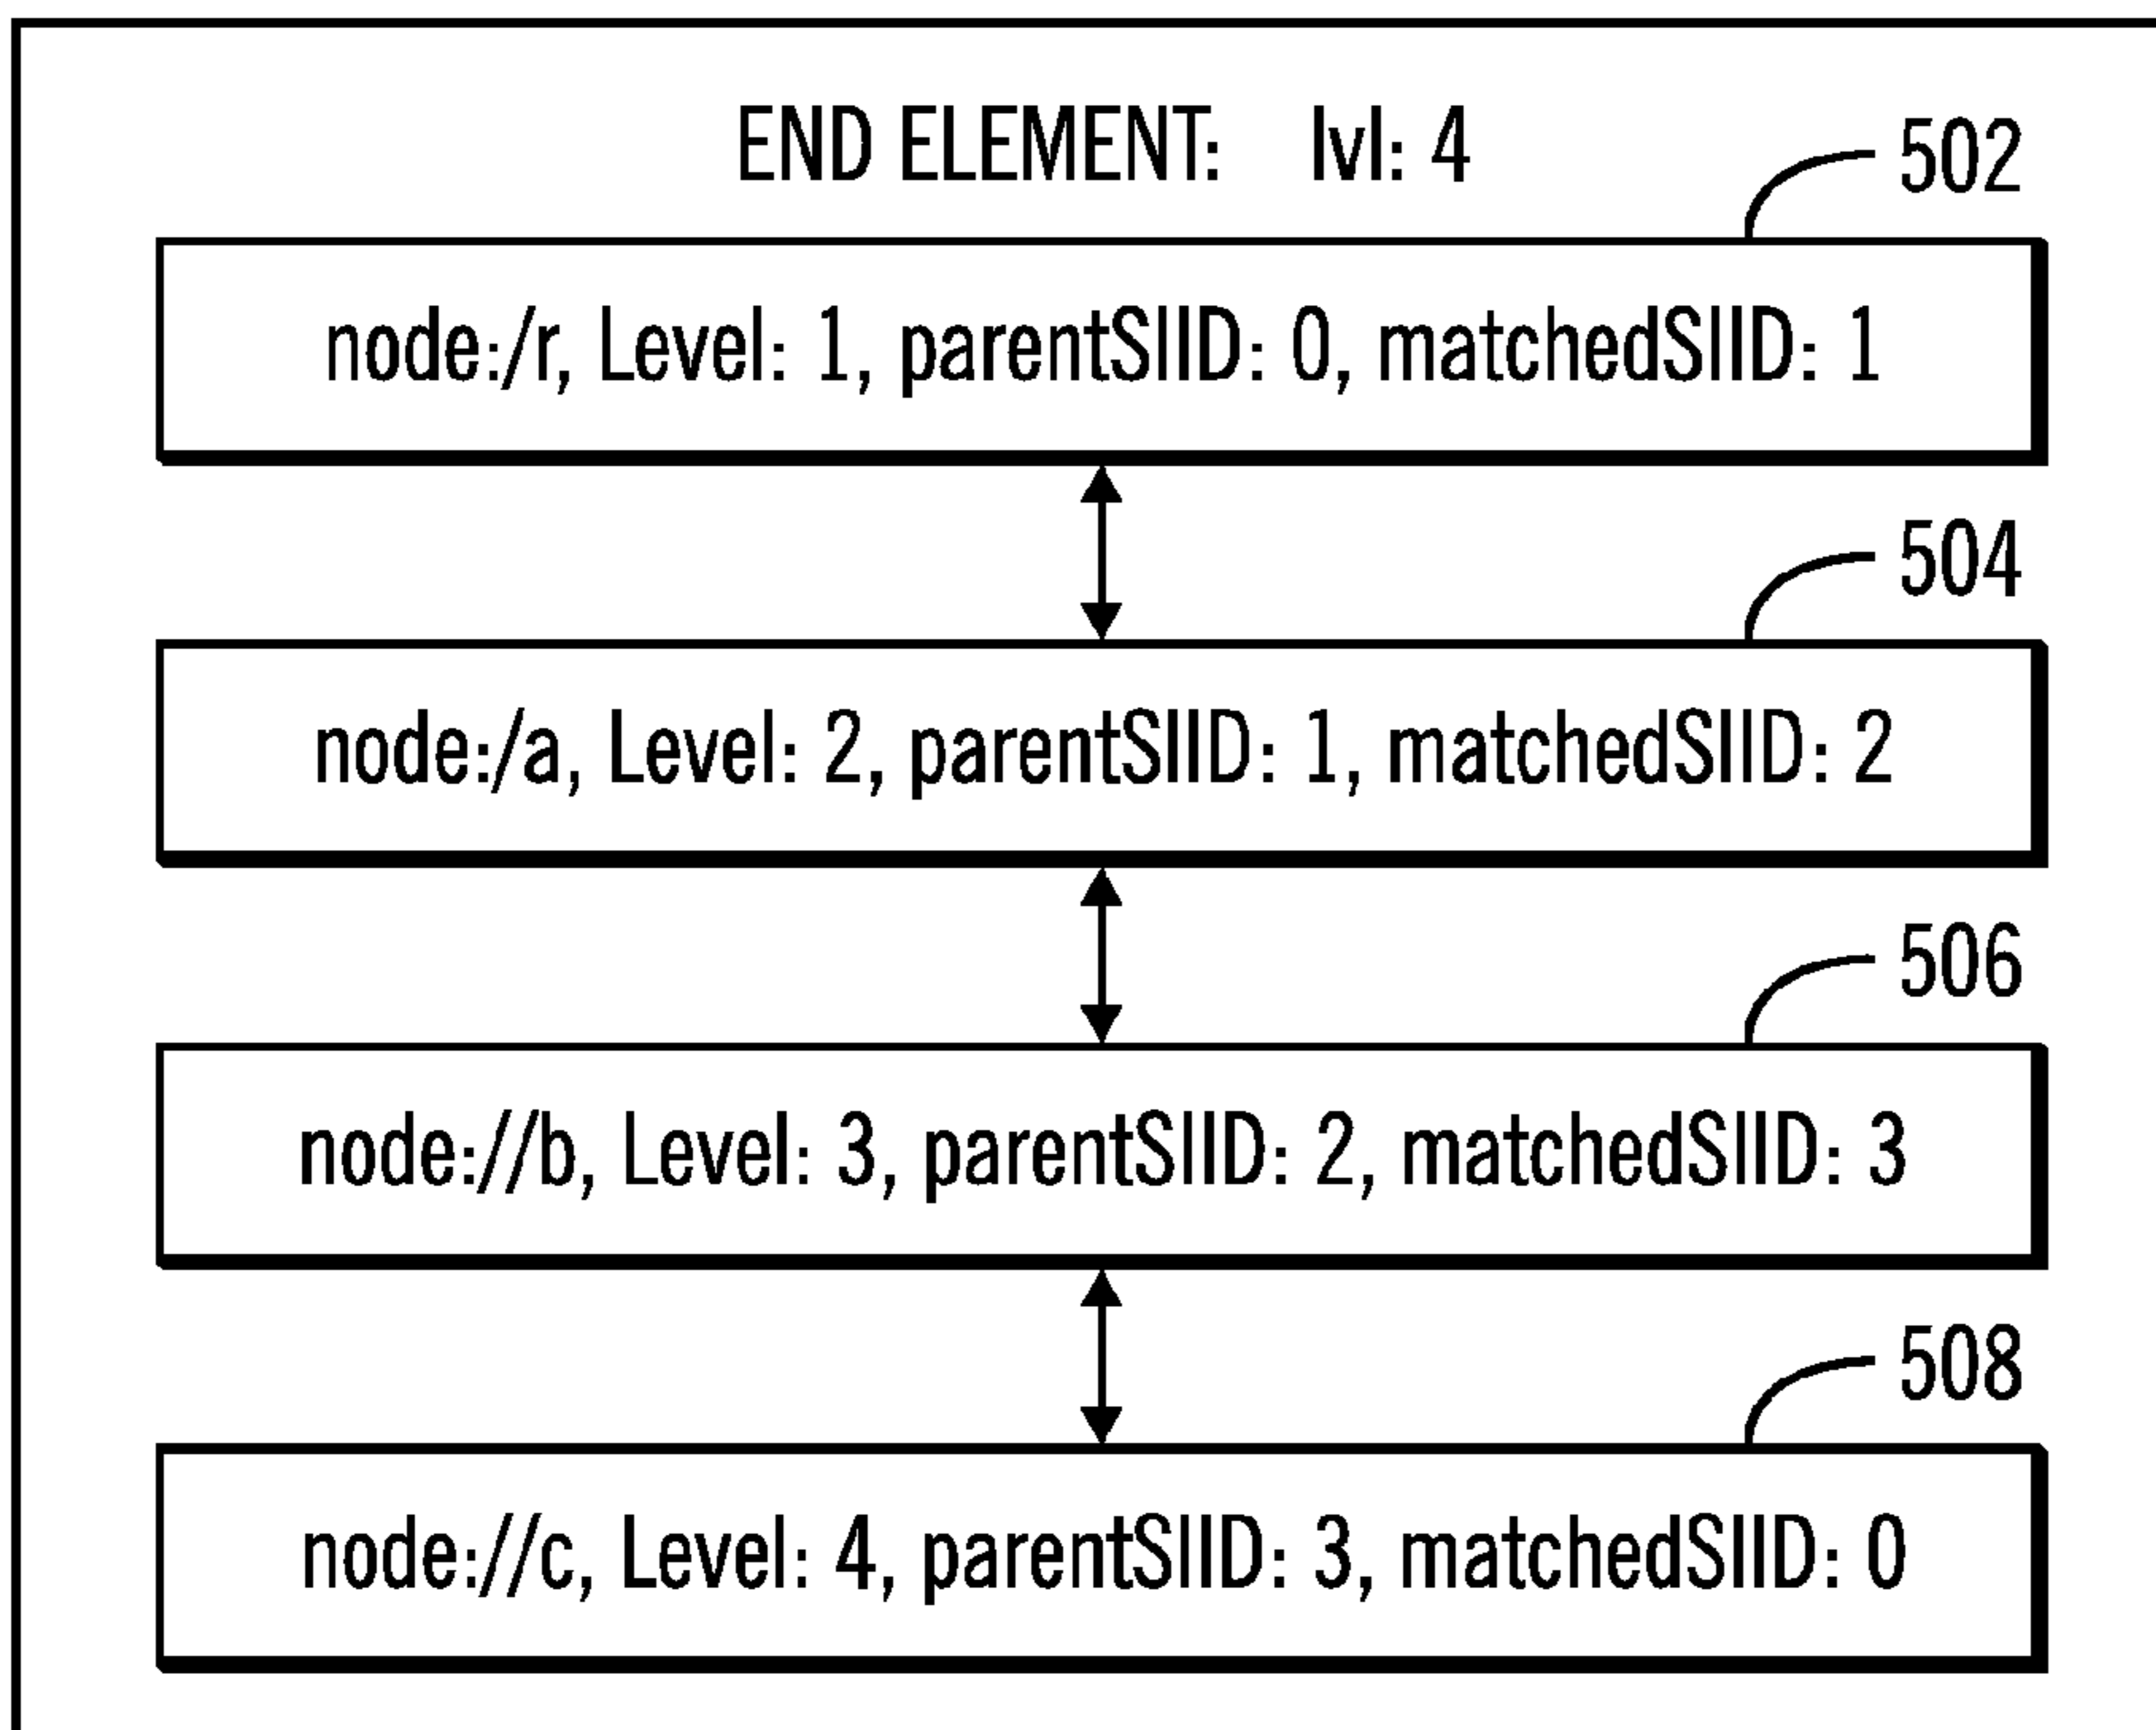 END ELEMENT: lvl: 4
502
node:/r, Level: 1, parentSIID: 0, matchedSIID: 1
504
node:/a, Level: 2, parentSIID: 1, matchedSIID: 2
506
node://b, Level: 3, parentSIID: 2, matchedSIID: 3
508
node://c, Level: 4, parentSIID: 3, matchedSIID: 0